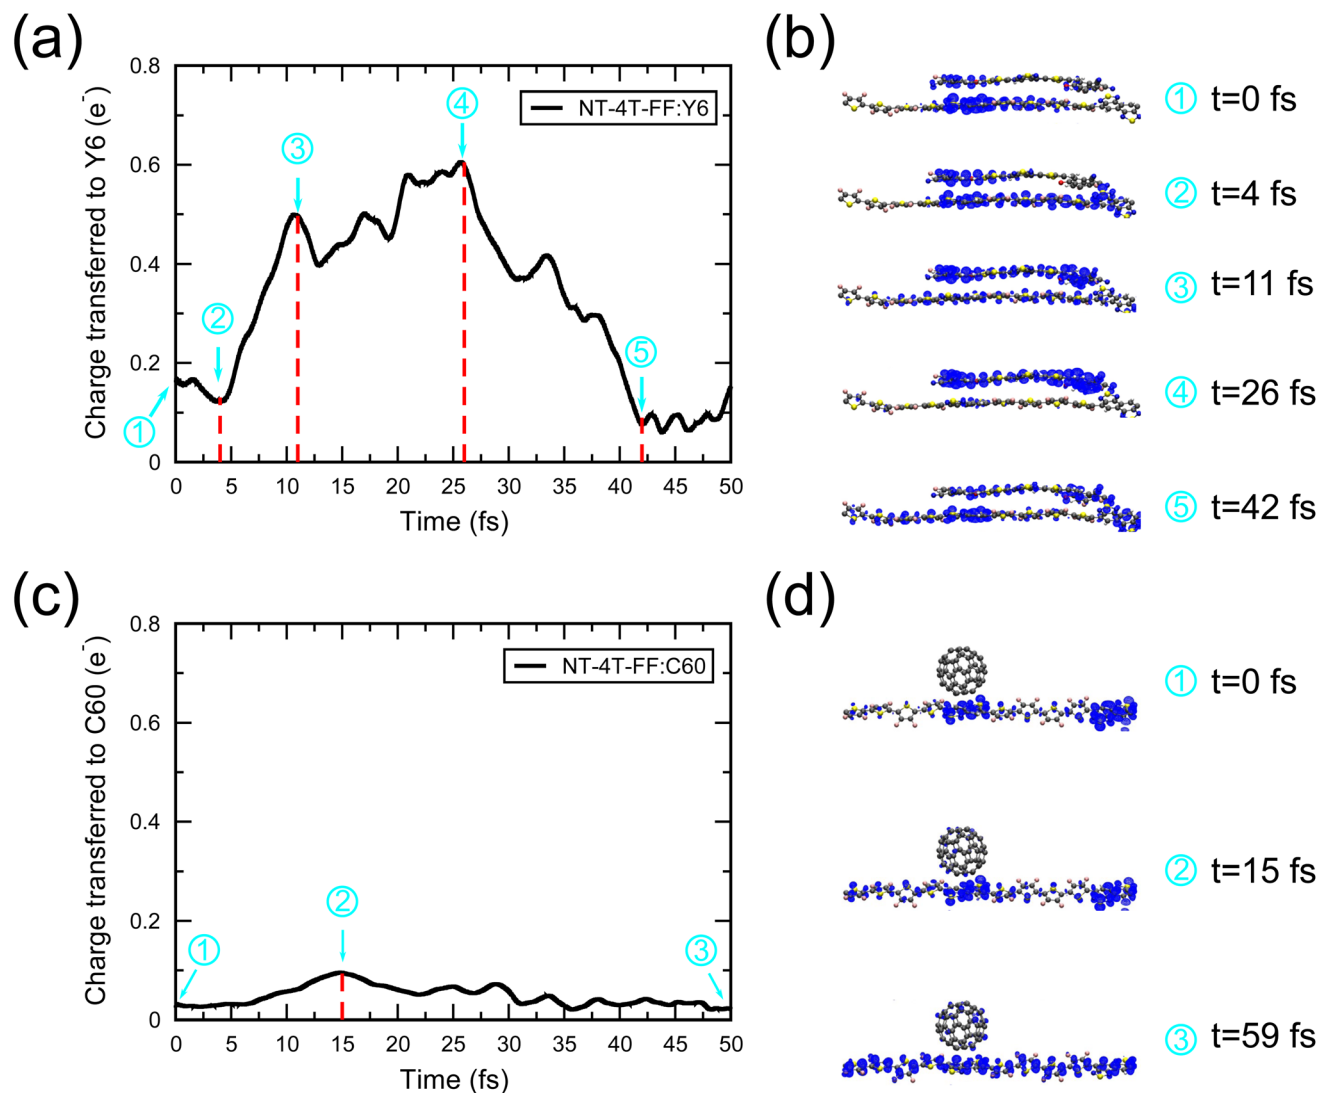 (a)
Charge transferred to Y6 (e⁻)
0.8
0.6
0.4
0.2
0
NT-4T-FF:Y6
① ② ③ ④ ⑤
0 5 10 15 20 25 30 35 40 45 50
Time (fs)
(b)
① t=0 fs
② t=4 fs
③ t=11 fs
④ t=26 fs
⑤ t=42 fs
(c)
Charge transferred to C60 (e⁻)
0.8
0.6
0.4
0.2
0
NT-4T-FF:C60
① ② ③
0 5 10 15 20 25 30 35 40 45 50
Time (fs)
(d)
① t=0 fs
② t=15 fs
③ t=59 fs